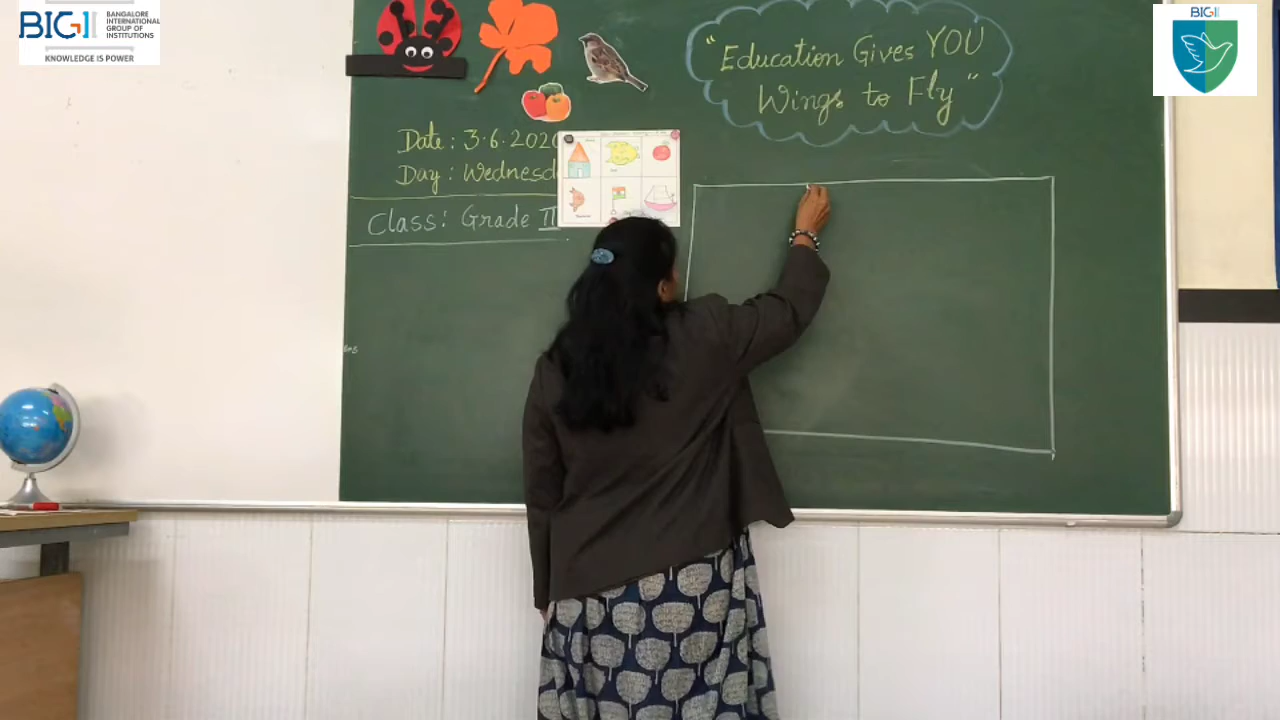 BIGI
BANGALORE
INTERNATIONAL
GROUP OF
INSTITUTIONS
KNOWLEDGE IS POWER
BIGI
"Education Gives YOU
Wings to Fly"
Date : 3.6.2020
Day : Wednesd
Class: Grade II